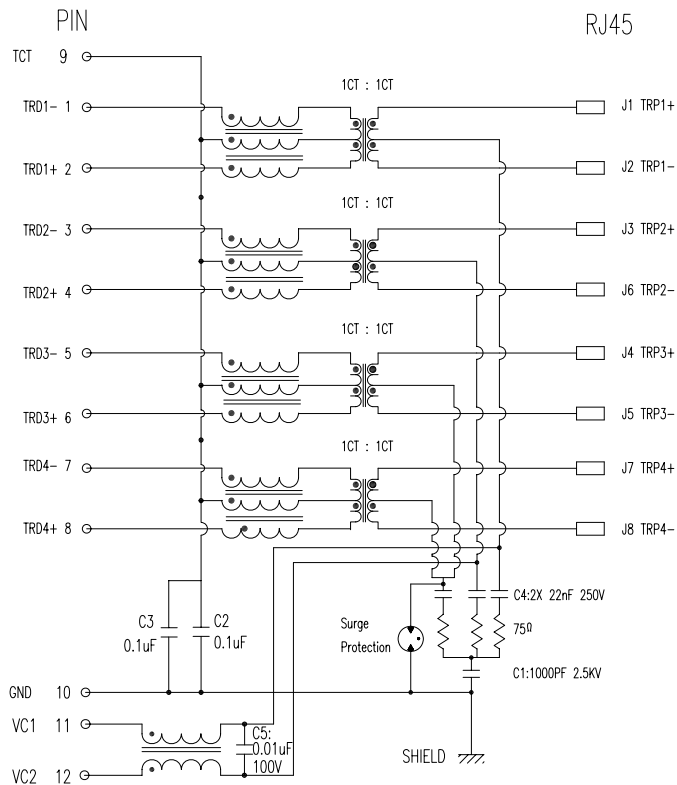 PIN
RJ45
TCT 9
1CT : 1CT
TRD1- 1
J1 TRP1+
TRD1+ 2
J2 TRP1-
1CT : 1CT
TRD2- 3
J3 TRP2+
TRD2+ 4
J6 TRP2-
1CT : 1CT
TRD3- 5
J4 TRP3+
TRD3+ 6
J5 TRP3-
1CT : 1CT
TRD4- 7
J7 TRP4+
TRD4+ 8
J8 TRP4-
C4:2X 22nF 250V
C3
0.1uF
C2
0.1uF
Surge
Protection
75Ω
C1:1000PF 2.5KV
GND 10
VC1 11
C5:
0.01uF
100V
SHIELD
VC2 12